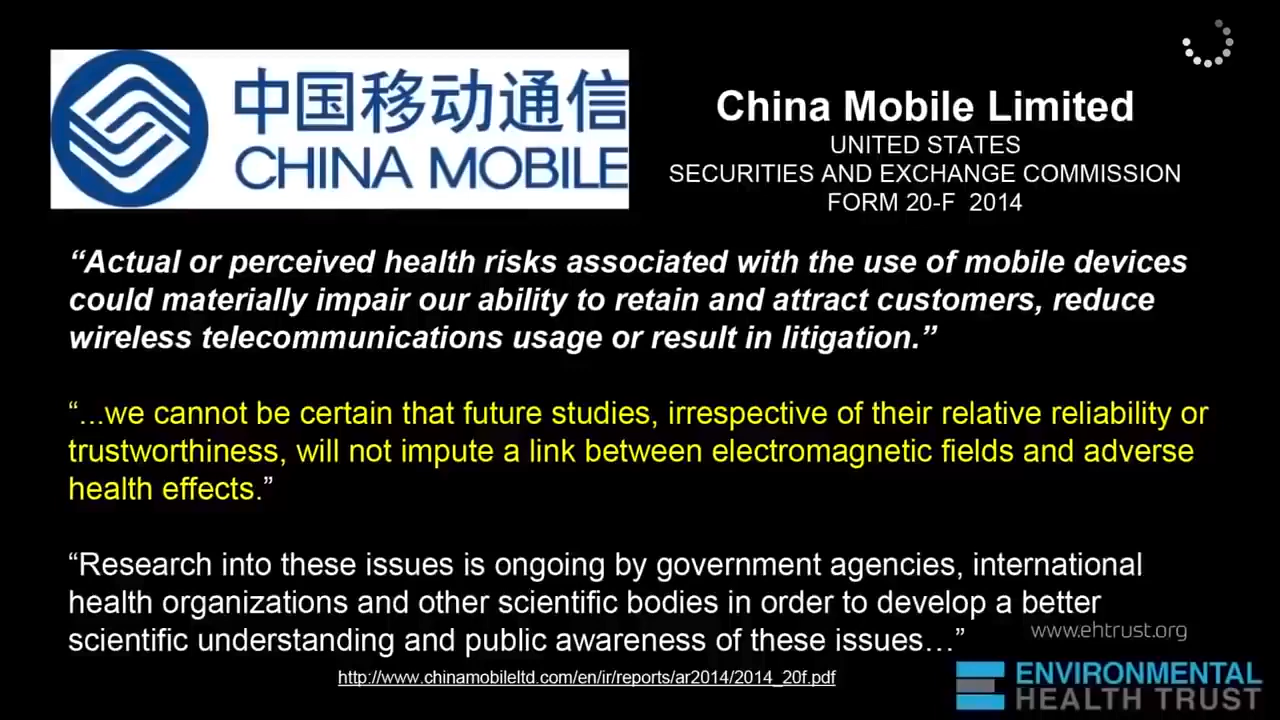 中国移动通信
CHINA MOBILE
China Mobile Limited
UNITED STATES
SECURITIES AND EXCHANGE COMMISSION
FORM 20-F 2014
“Actual or perceived health risks associated with the use of mobile devices
could materially impair our ability to retain and attract customers, reduce
wireless telecommunications usage or result in litigation.”
“...we cannot be certain that future studies, irrespective of their relative reliability or
trustworthiness, will not impute a link between electromagnetic fields and adverse
health effects.”
“Research into these issues is ongoing by government agencies, international
health organizations and other scientific bodies in order to develop a better
scientific understanding and public awareness of these issues…”
www.ehtrust.org
http://www.chinamobileltd.com/en/ir/reports/ar2014/2014_20f.pdf
ENVIRONMENTAL
HEALTH TRUST